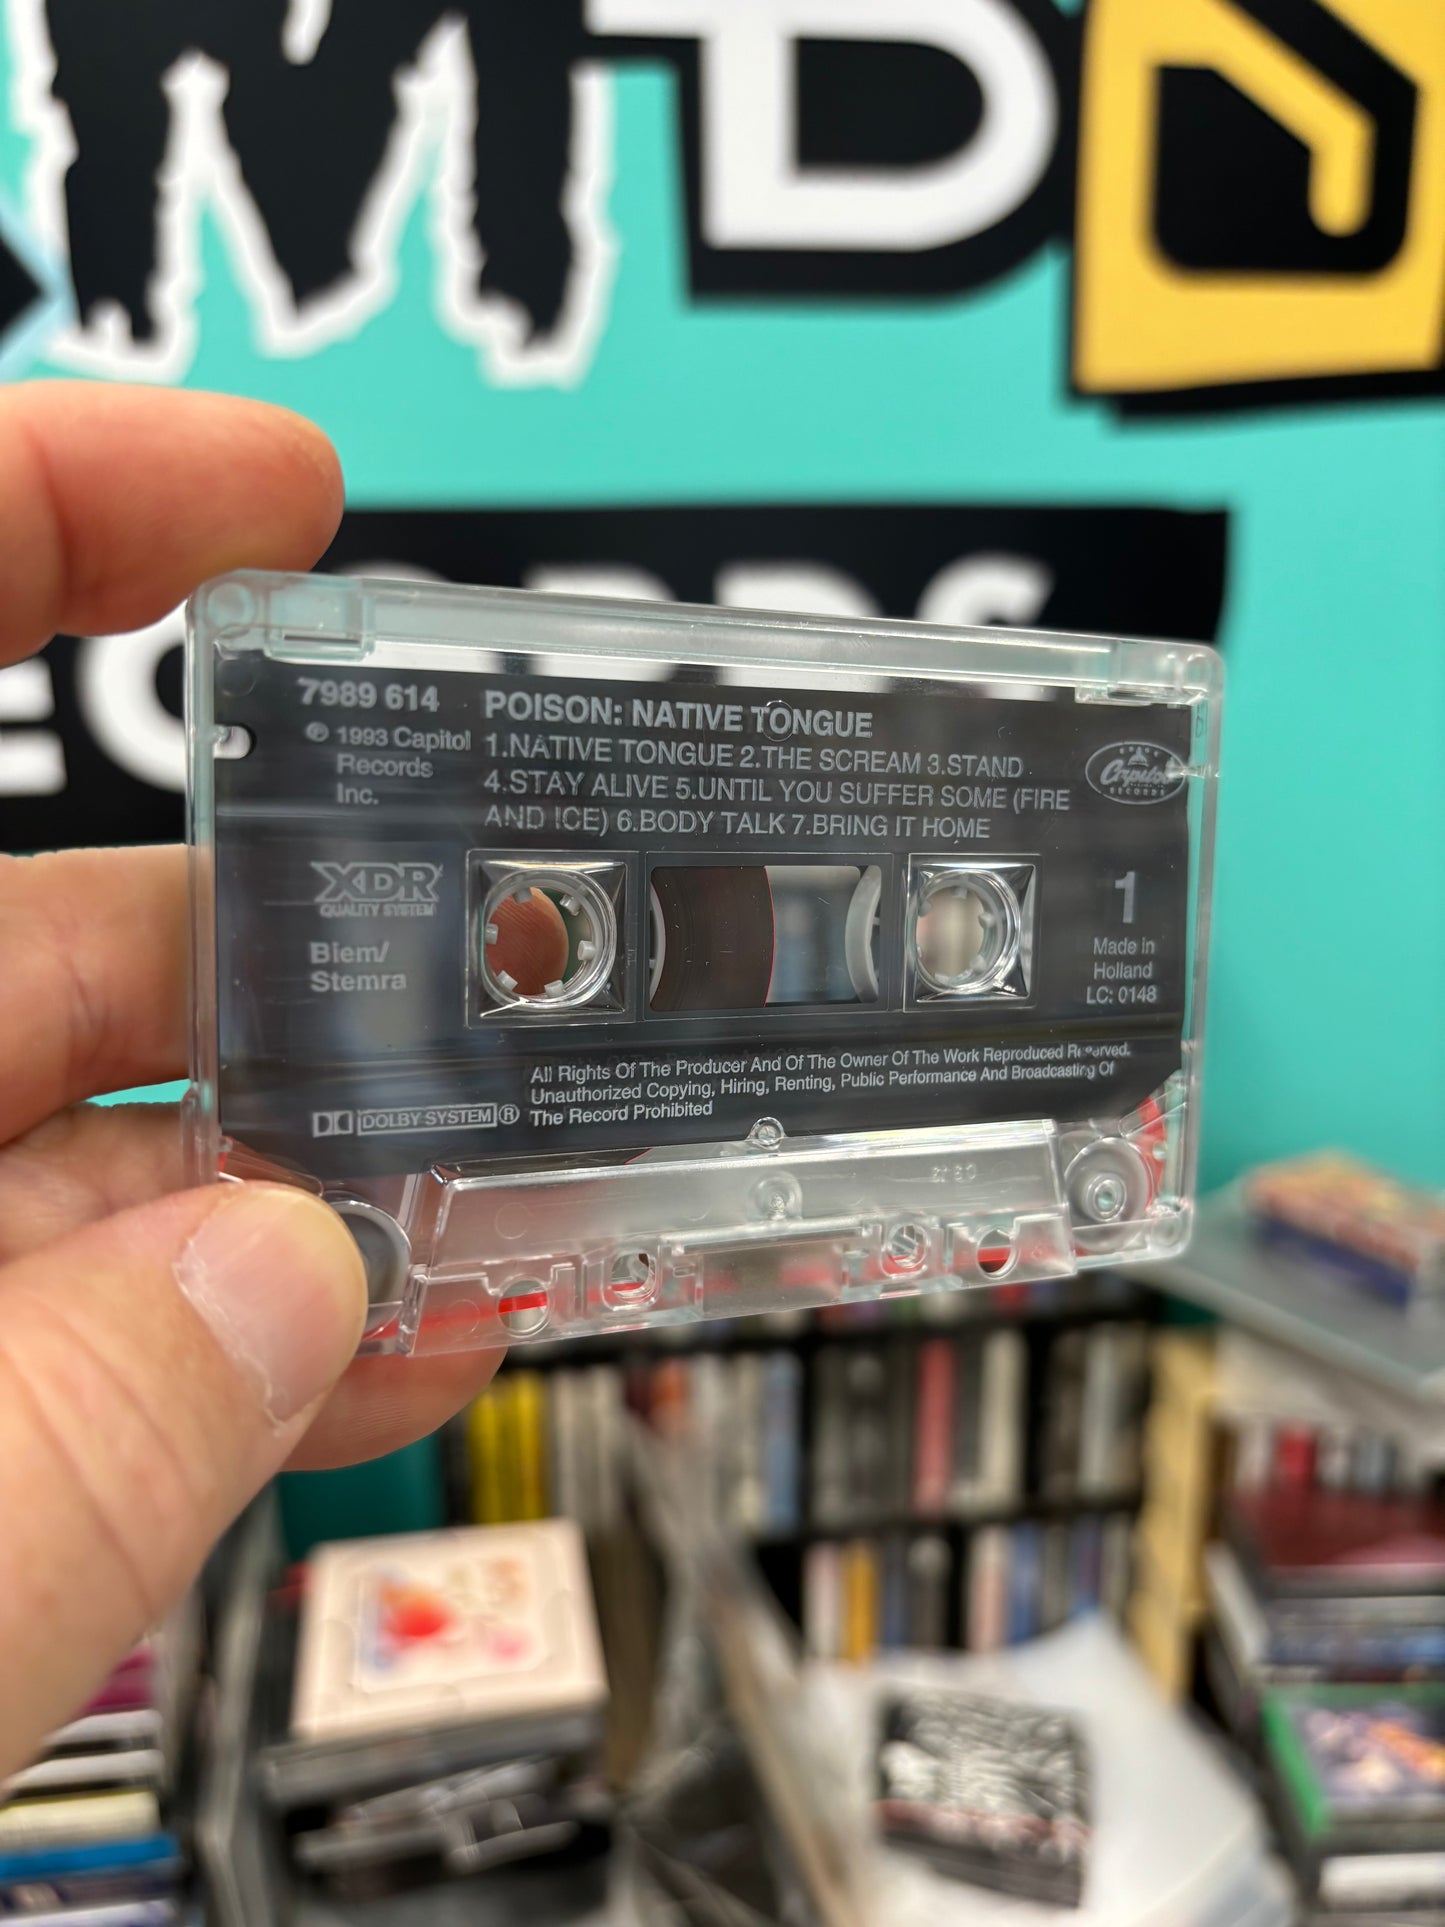 7989 614
℗ 1993 Capitol
Records
Inc.
POISON: NATIVE TONGUE
1.NATIVE TONGUE 2.THE SCREAM 3.STAND
4.STAY ALIVE 5.UNTIL YOU SUFFER SOME (FIRE
AND ICE) 6.BODY TALK 7.BRING IT HOME
Capitol
RECORDS
XDR
QUALITY SYSTEM
Biem/
Stemra
1
Made in
Holland
LC: 0148
All Rights Of The Producer And Of The Owner Of The Work Reproduced Reserved.
Unauthorized Copying, Hiring, Renting, Public Performance And Broadcasting Of
The Record Prohibited
DOLBY SYSTEM ®